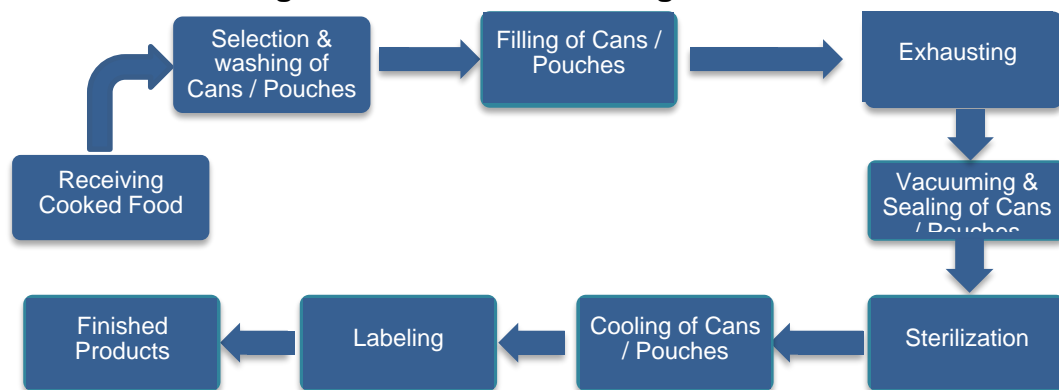 Receiving
Cooked Food
Selection &
washing of
Cans / Pouches
Filling of Cans /
Pouches
Exhausting
Vacuuming &
Sealing of Cans
/ Pouches
Sterilization
Cooling of Cans
/ Pouches
Labeling
Finished
Products